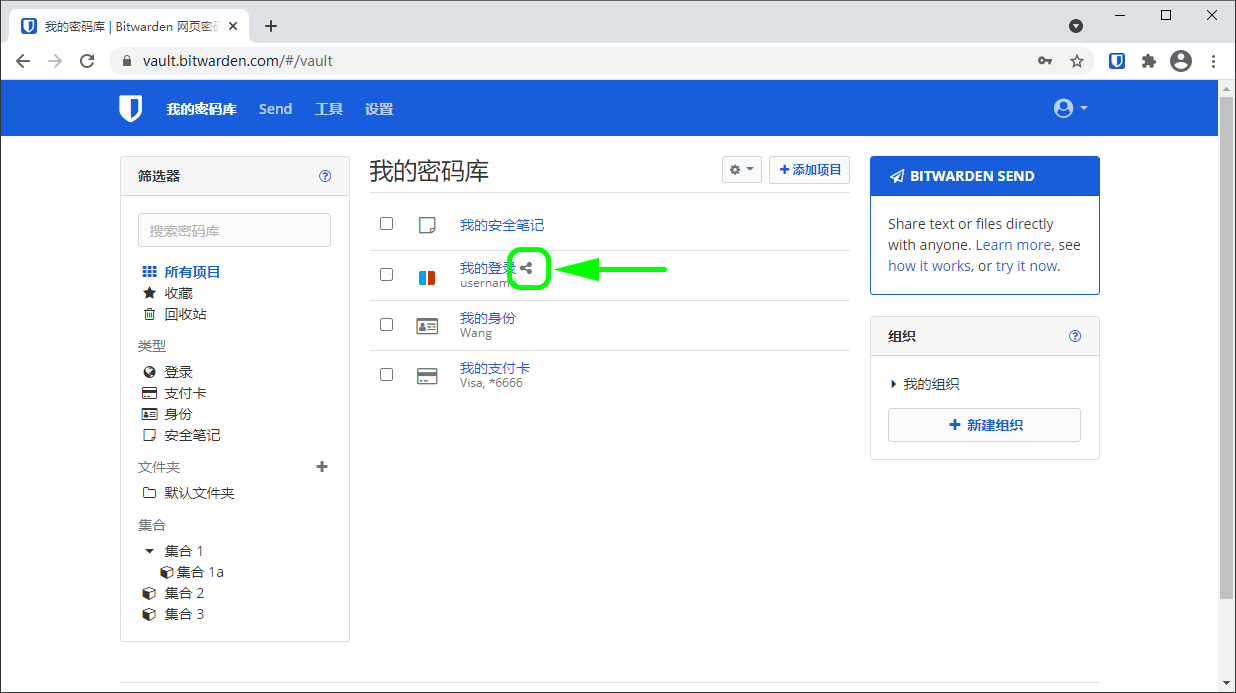 我的密码库 | Bitwarden 网页密
vault.bitwarden.com/#/vault
我的密码库 Send 工具 设置
筛选器
搜索密码库
所有项目
收藏
回收站
类型
登录
支付卡
身份
安全笔记
文件夹
默认文件夹
集合
集合 1
集合 1a
集合 2
集合 3
我的密码库
添加项目
我的安全笔记
我的登录
usernam
我的身份
Wang
我的支付卡
Visa, *6666
BITWARDEN SEND
Share text or files directly
with anyone. Learn more, see
how it works, or try it now.
组织
我的组织
新建组织